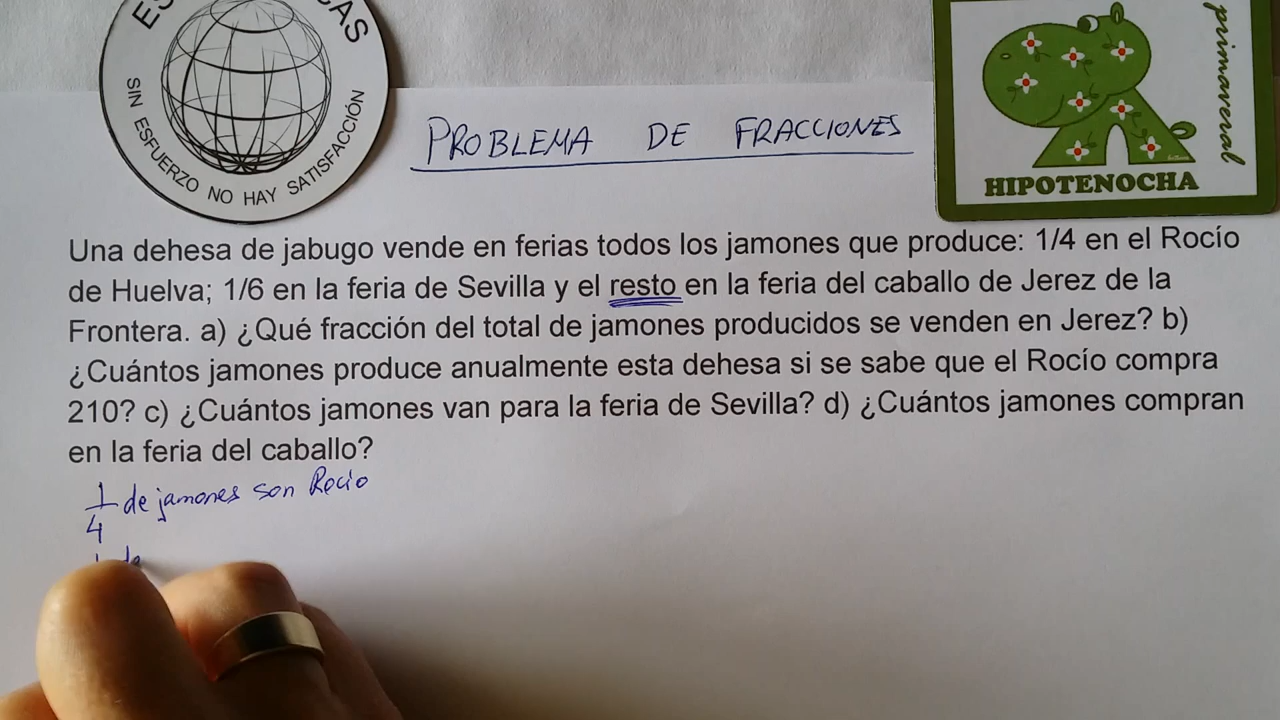 SIN ESFUERZO NO HAY SATISFACCIÓN
PROBLEMA DE FRACCIONES
primaveral
HIPOTENOCHA
Una dehesa de jabugo vende en ferias todos los jamones que produce: 1/4 en el Rocío
de Huelva; 1/6 en la feria de Sevilla y el resto en la feria del caballo de Jerez de la
Frontera. a) ¿Qué fracción del total de jamones producidos se venden en Jerez? b)
¿Cuántos jamones produce anualmente esta dehesa si se sabe que el Rocío compra
210? c) ¿Cuántos jamones van para la feria de Sevilla? d) ¿Cuántos jamones compran
en la feria del caballo?
1/4 de jamones son Rocio
de